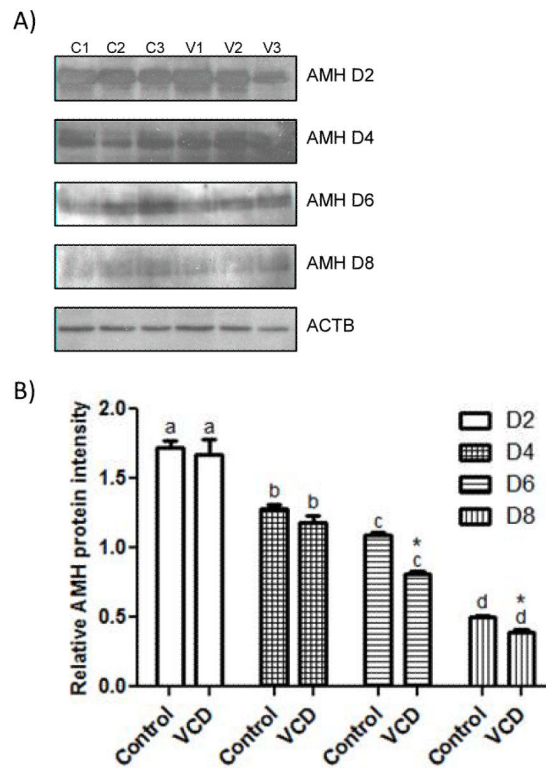 A)
C1 C2 C3 V1 V2 V3
AMH D2
AMH D4
AMH D6
AMH D8
ACTB
B)
Relative AMH protein intensity
2.0
1.5
1.0
0.5
0.0
a a
b b
c * c
d * d
D2
D4
D6
D8
Control VCD Control VCD Control VCD Control VCD